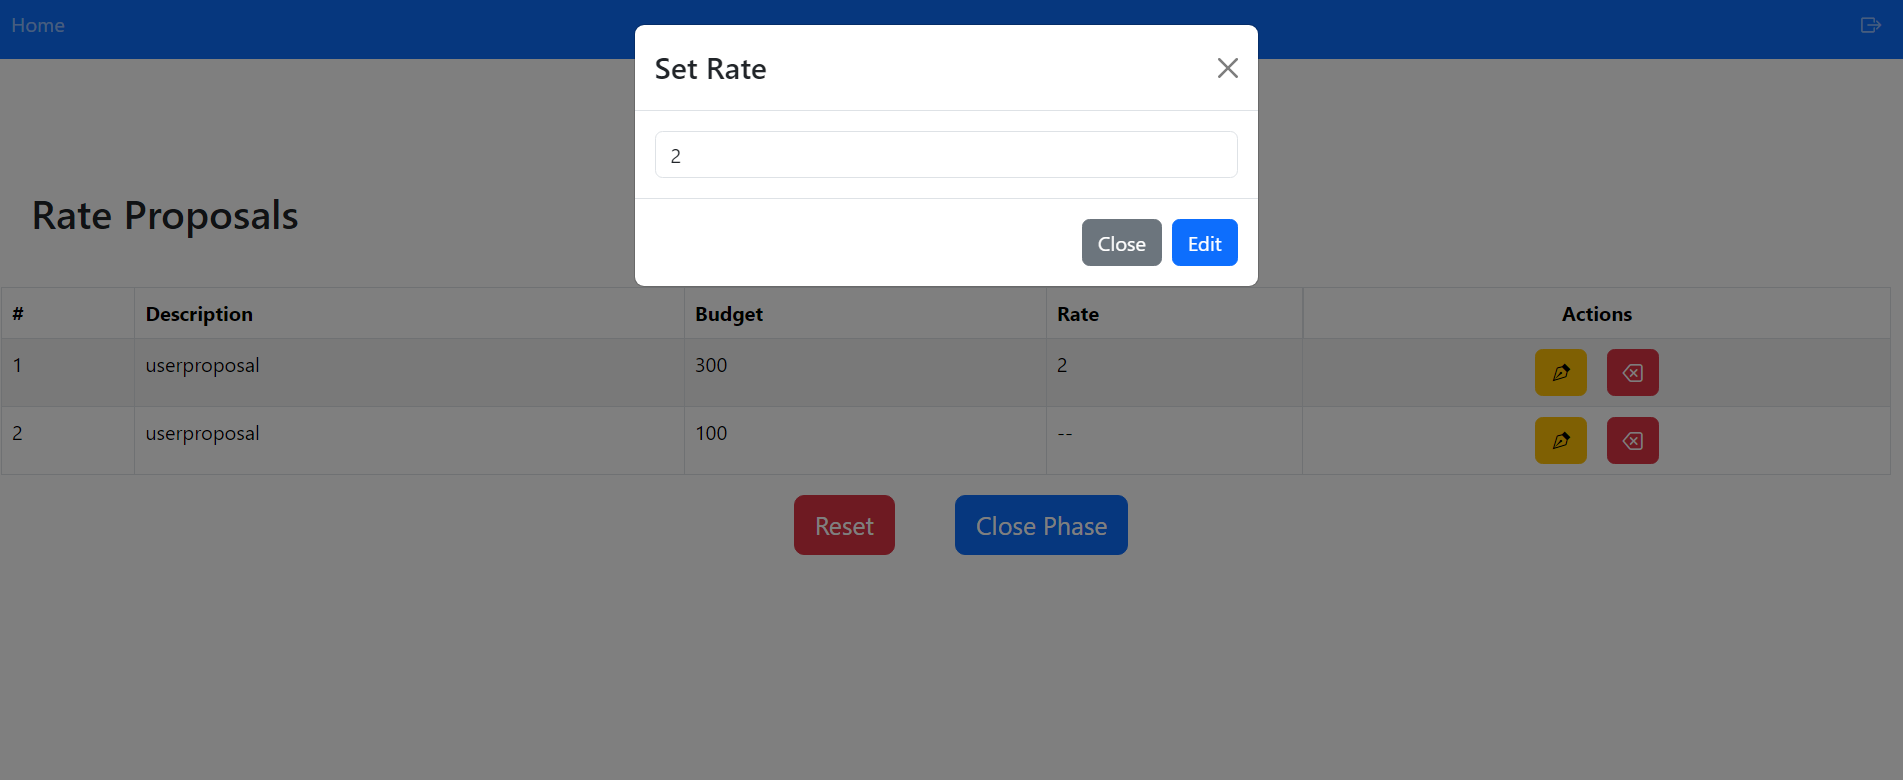 Home
Set Rate
2
Close Edit
Rate Proposals
# Description Budget Rate Actions
1 userproposal 300 2
2 userproposal 100 --
Reset Close Phase